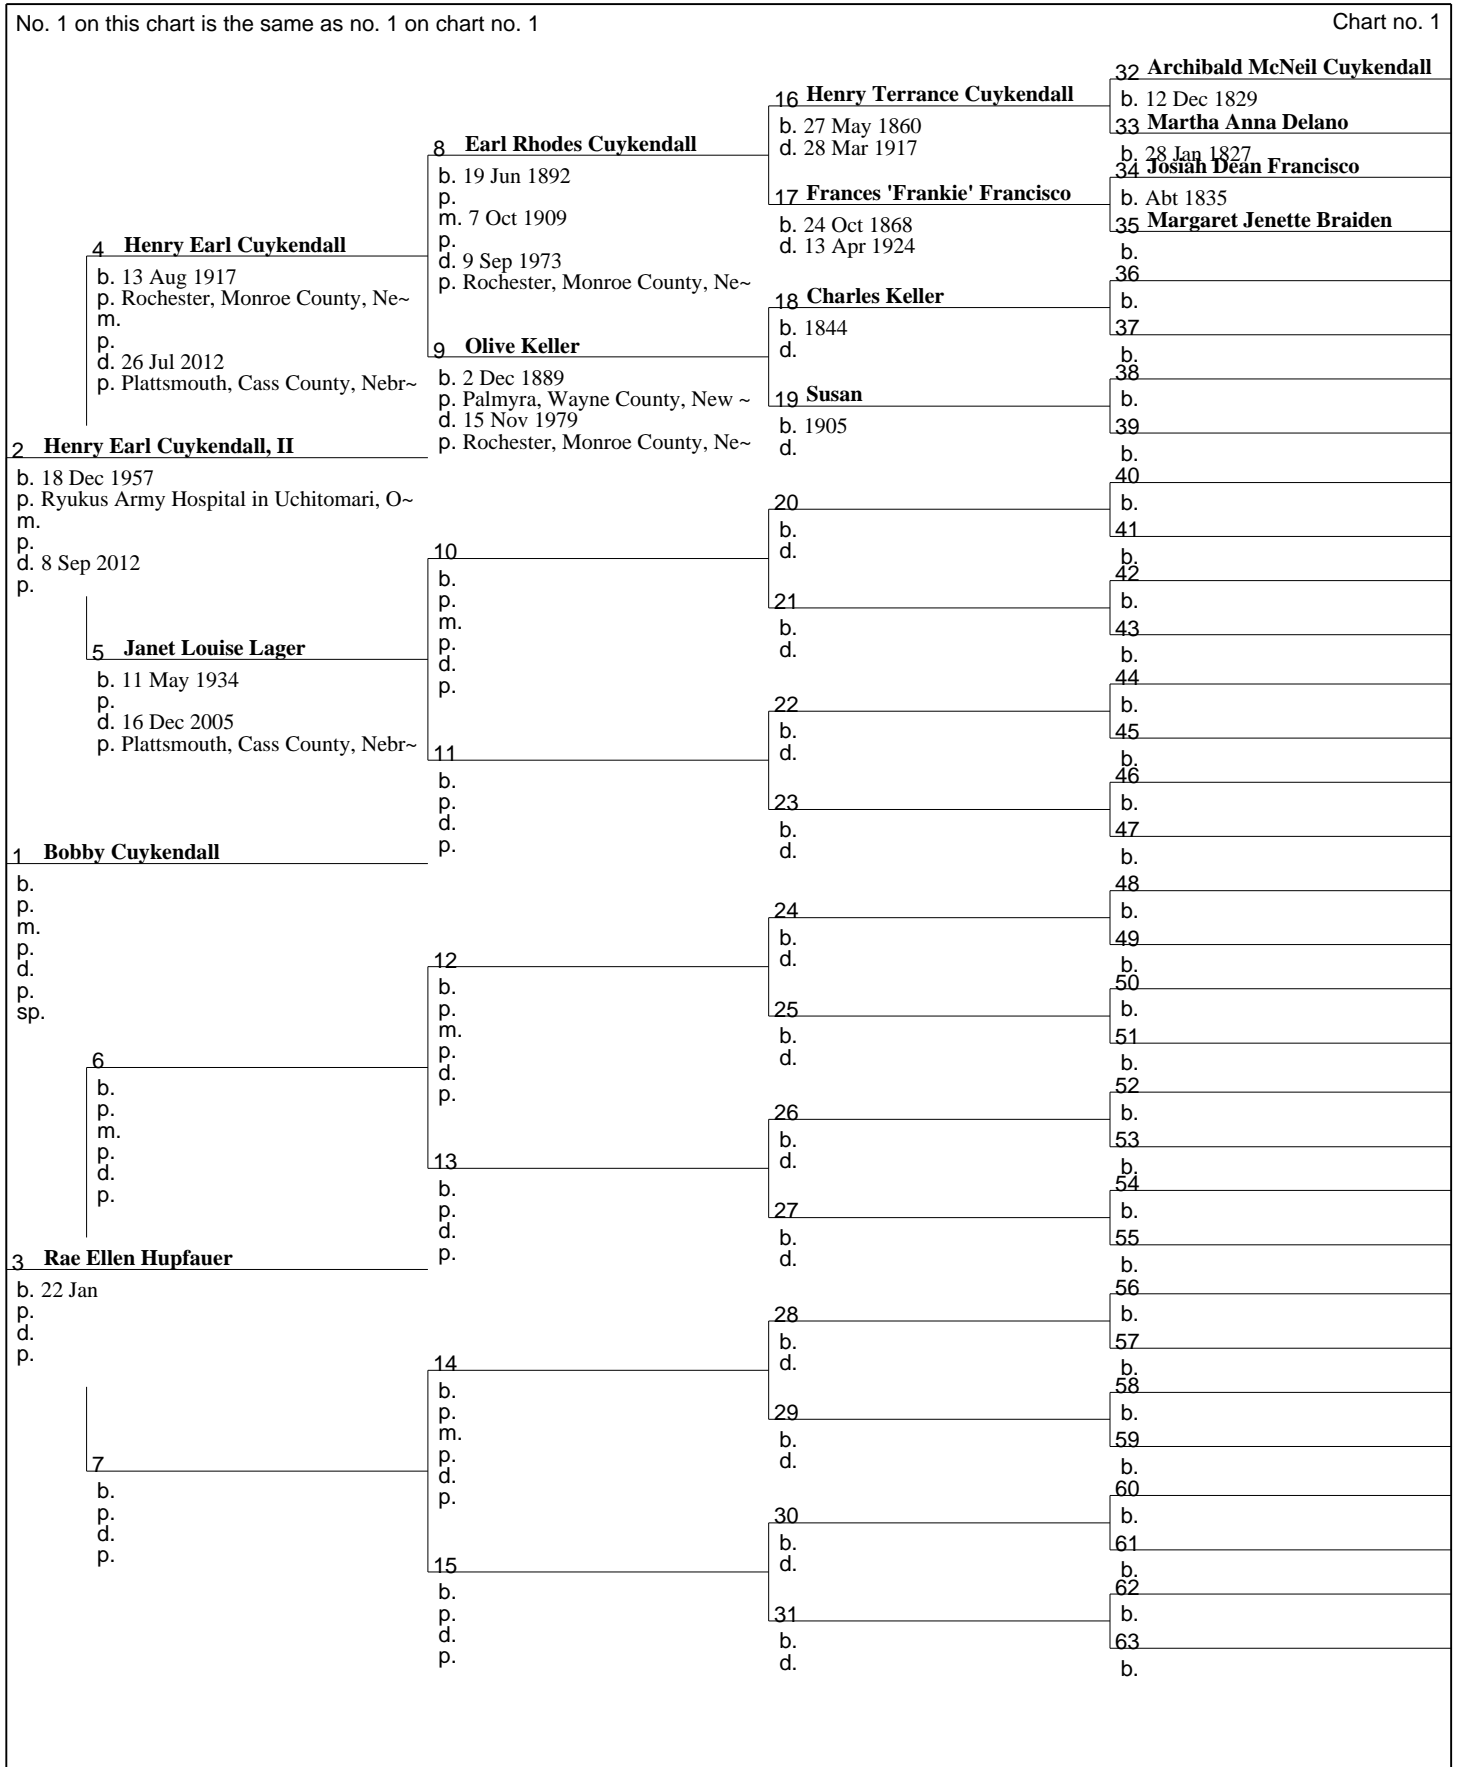 No. 1 on this chart is the same as no. 1 on chart no. 1
Chart no. 1
1 Bobby Cuykendall
b.
p.
m.
p.
d.
p.
sp.
2 Henry Earl Cuykendall, II
b. 18 Dec 1957
p. Ryukus Army Hospital in Uchitomari, O~
m.
p.
d. 8 Sep 2012
p.
3 Rae Ellen Hupfauer
b. 22 Jan
p.
d.
p.
4 Henry Earl Cuykendall
b. 13 Aug 1917
p. Rochester, Monroe County, Ne~
m.
p.
d. 26 Jul 2012
p. Plattsmouth, Cass County, Nebr~
5 Janet Louise Lager
b. 11 May 1934
p.
d. 16 Dec 2005
p. Plattsmouth, Cass County, Nebr~
6
b.
p.
m.
p.
d.
p.
7
b.
p.
d.
p.
8 Earl Rhodes Cuykendall
b. 19 Jun 1892
p.
m. 7 Oct 1909
p.
d. 9 Sep 1973
p. Rochester, Monroe County, Ne~
9 Olive Keller
b. 2 Dec 1889
p. Palmyra, Wayne County, New ~
d. 15 Nov 1979
p. Rochester, Monroe County, Ne~
10
b.
p.
m.
p.
d.
p.
11
b.
p.
d.
p.
12
b.
p.
m.
p.
d.
p.
13
b.
p.
d.
p.
14
b.
p.
m.
p.
d.
p.
15
b.
p.
d.
p.
16 Henry Terrance Cuykendall
b. 27 May 1860
d. 28 Mar 1917
17 Frances 'Frankie' Francisco
b. 24 Oct 1868
d. 13 Apr 1924
18 Charles Keller
b. 1844
d.
19 Susan
b. 1905
d.
20
b.
d.
21
b.
d.
22
b.
d.
23
b.
d.
24
b.
d.
25
b.
d.
26
b.
d.
27
b.
d.
28
b.
d.
29
b.
d.
30
b.
d.
31
b.
d.
32 Archibald McNeil Cuykendall
b. 12 Dec 1829
33 Martha Anna Delano
b. 28 Jan 1827
34 Josiah Dean Francisco
b. Abt 1835
35 Margaret Jenette Braiden
b.
36
b.
37
b.
38
b.
39
b.
40
b.
41
b.
42
b.
43
b.
44
b.
45
b.
46
b.
47
b.
48
b.
49
b.
50
b.
51
b.
52
b.
53
b.
54
b.
55
b.
56
b.
57
b.
58
b.
59
b.
60
b.
61
b.
62
b.
63
b.